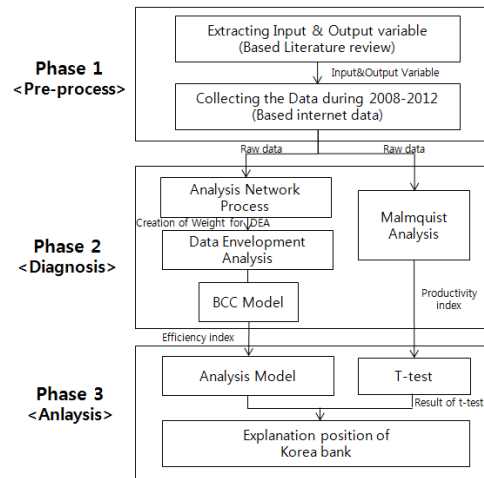 Extracting Input & Output variable
(Based Literature review)
Phase 1
<Pre-process>
Input&Output Variable
Collecting the Data during 2008-2012
(Based internet data)
Raw data
Raw data
Analysis Network
Process
Creation of Weight for DEA
Malmquist
Analysis
Phase 2
<Diagnosis>
Data Envelopment
Analysis
BCC Model
Productivity
index
Efficiency index
Phase 3
<Anlaysis>
Analysis Model
T-test
Result of t-test
Explanation position of
Korea bank